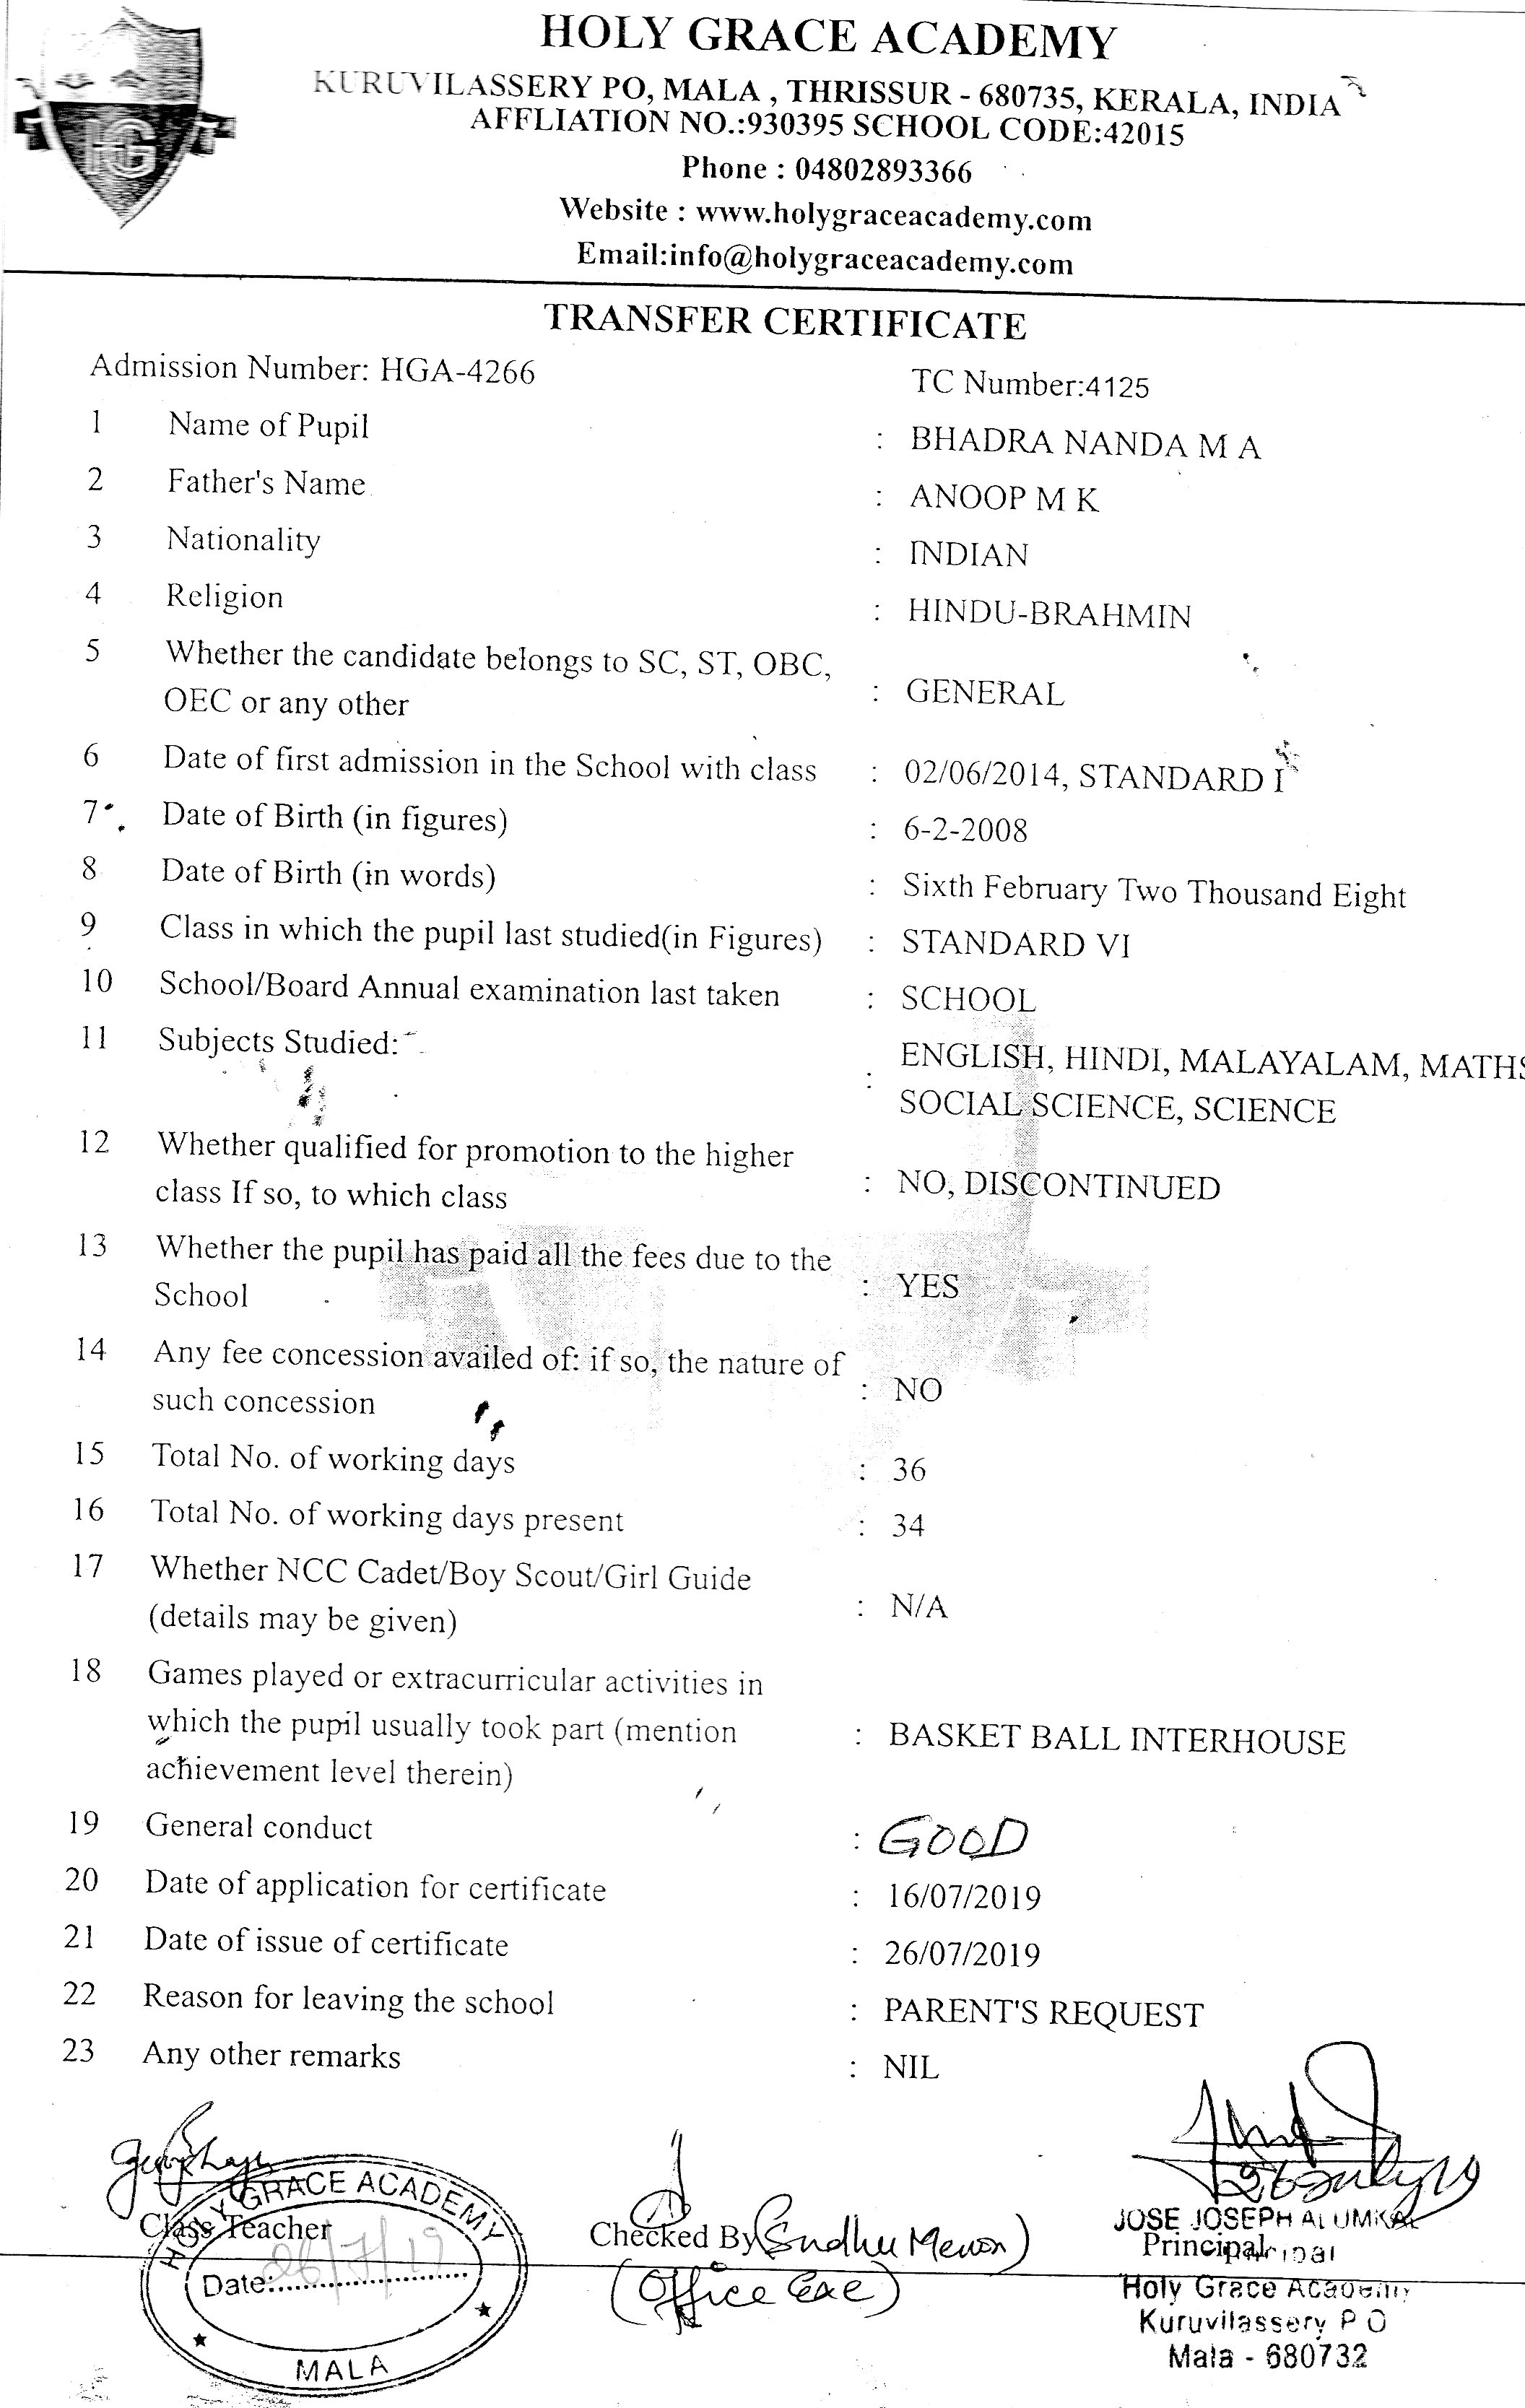 HG
HOLY GRACE ACADEMY
KURUVILASSERY PO, MALA , THRISSUR - 680735, KERALA, INDIA
AFFLIATION NO.:930395 SCHOOL CODE:42015
Phone : 04802893366
Website : www.holygraceacademy.com
Email:info@holygraceacademy.com
TRANSFER CERTIFICATE
Admission Number: HGA-4266 TC Number:4125
1 Name of Pupil : BHADRA NANDA M A
2 Father's Name : ANOOP M K
3 Nationality : INDIAN
4 Religion : HINDU-BRAHMIN
5 Whether the candidate belongs to SC, ST, OBC,
OEC or any other : GENERAL
6 Date of first admission in the School with class : 02/06/2014, STANDARD I
7 Date of Birth (in figures) : 6-2-2008
8 Date of Birth (in words) : Sixth February Two Thousand Eight
9 Class in which the pupil last studied(in Figures) : STANDARD VI
10 School/Board Annual examination last taken : SCHOOL
11 Subjects Studied: : ENGLISH, HINDI, MALAYALAM, MATHS
SOCIAL SCIENCE, SCIENCE
12 Whether qualified for promotion to the higher
class If so, to which class : NO, DISCONTINUED
13 Whether the pupil has paid all the fees due to the
School : YES
14 Any fee concession availed of: if so, the nature of
such concession : NO
15 Total No. of working days : 36
16 Total No. of working days present : 34
17 Whether NCC Cadet/Boy Scout/Girl Guide
(details may be given) : N/A
18 Games played or extracurricular activities in
which the pupil usually took part (mention : BASKET BALL INTERHOUSE
achievement level therein)
19 General conduct : GOOD
20 Date of application for certificate : 16/07/2019
21 Date of issue of certificate : 26/07/2019
22 Reason for leaving the school : PARENT'S REQUEST
23 Any other remarks : NIL
26 July 19
Class Teacher
HOLY GRACE ACADEMY
Date:.......................... 26/7/19
MALA
Checked By (Sindhu Menon)
(Office Exe)
JOSE JOSEPH ALUMKAL
Principal
Holy Grace Academy
Kuruvilassery P O
Mala - 680732